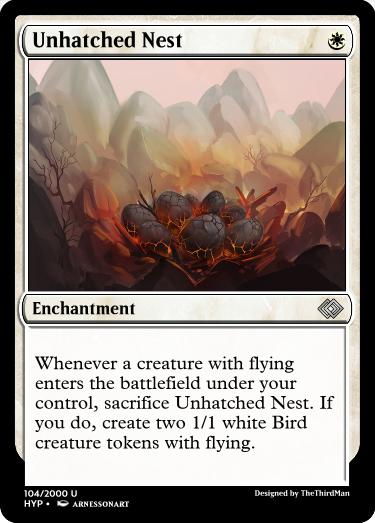 Unhatched Nest
Enchantment
Whenever a creature with flying
enters the battlefield under your
control, sacrifice Unhatched Nest. If
you do, create two 1/1 white Bird
creature tokens with flying.
104/2000 U
HYP • ARNESSONART
Designed by TheThirdMan